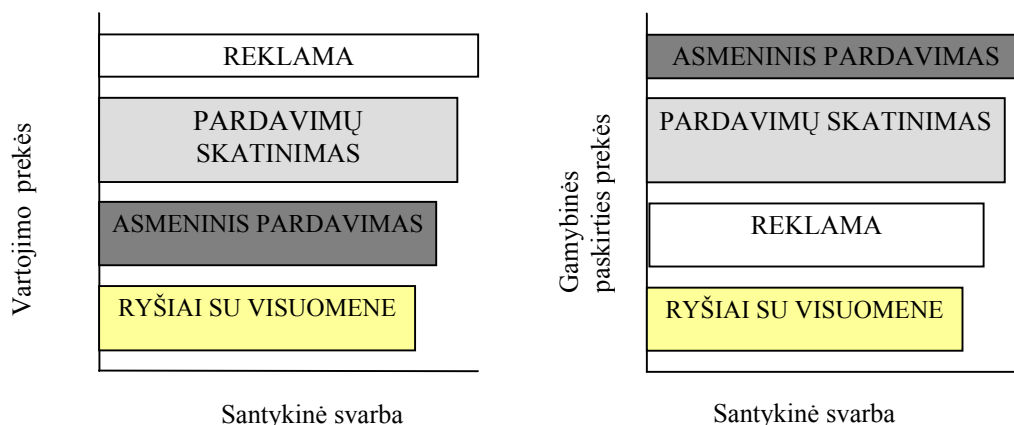 Vartojimo prekės
REKLAMA
PARDAVIMŲ
SKATINIMAS
ASMENINIS PARDAVIMAS
RYŠIAI SU VISUOMENE
Santykinė svarba
Gamybinės
paskirties prekės
ASMENINIS PARDAVIMAS
PARDAVIMŲ SKATINIMAS
REKLAMA
RYŠIAI SU VISUOMENE
Santykinė svarba